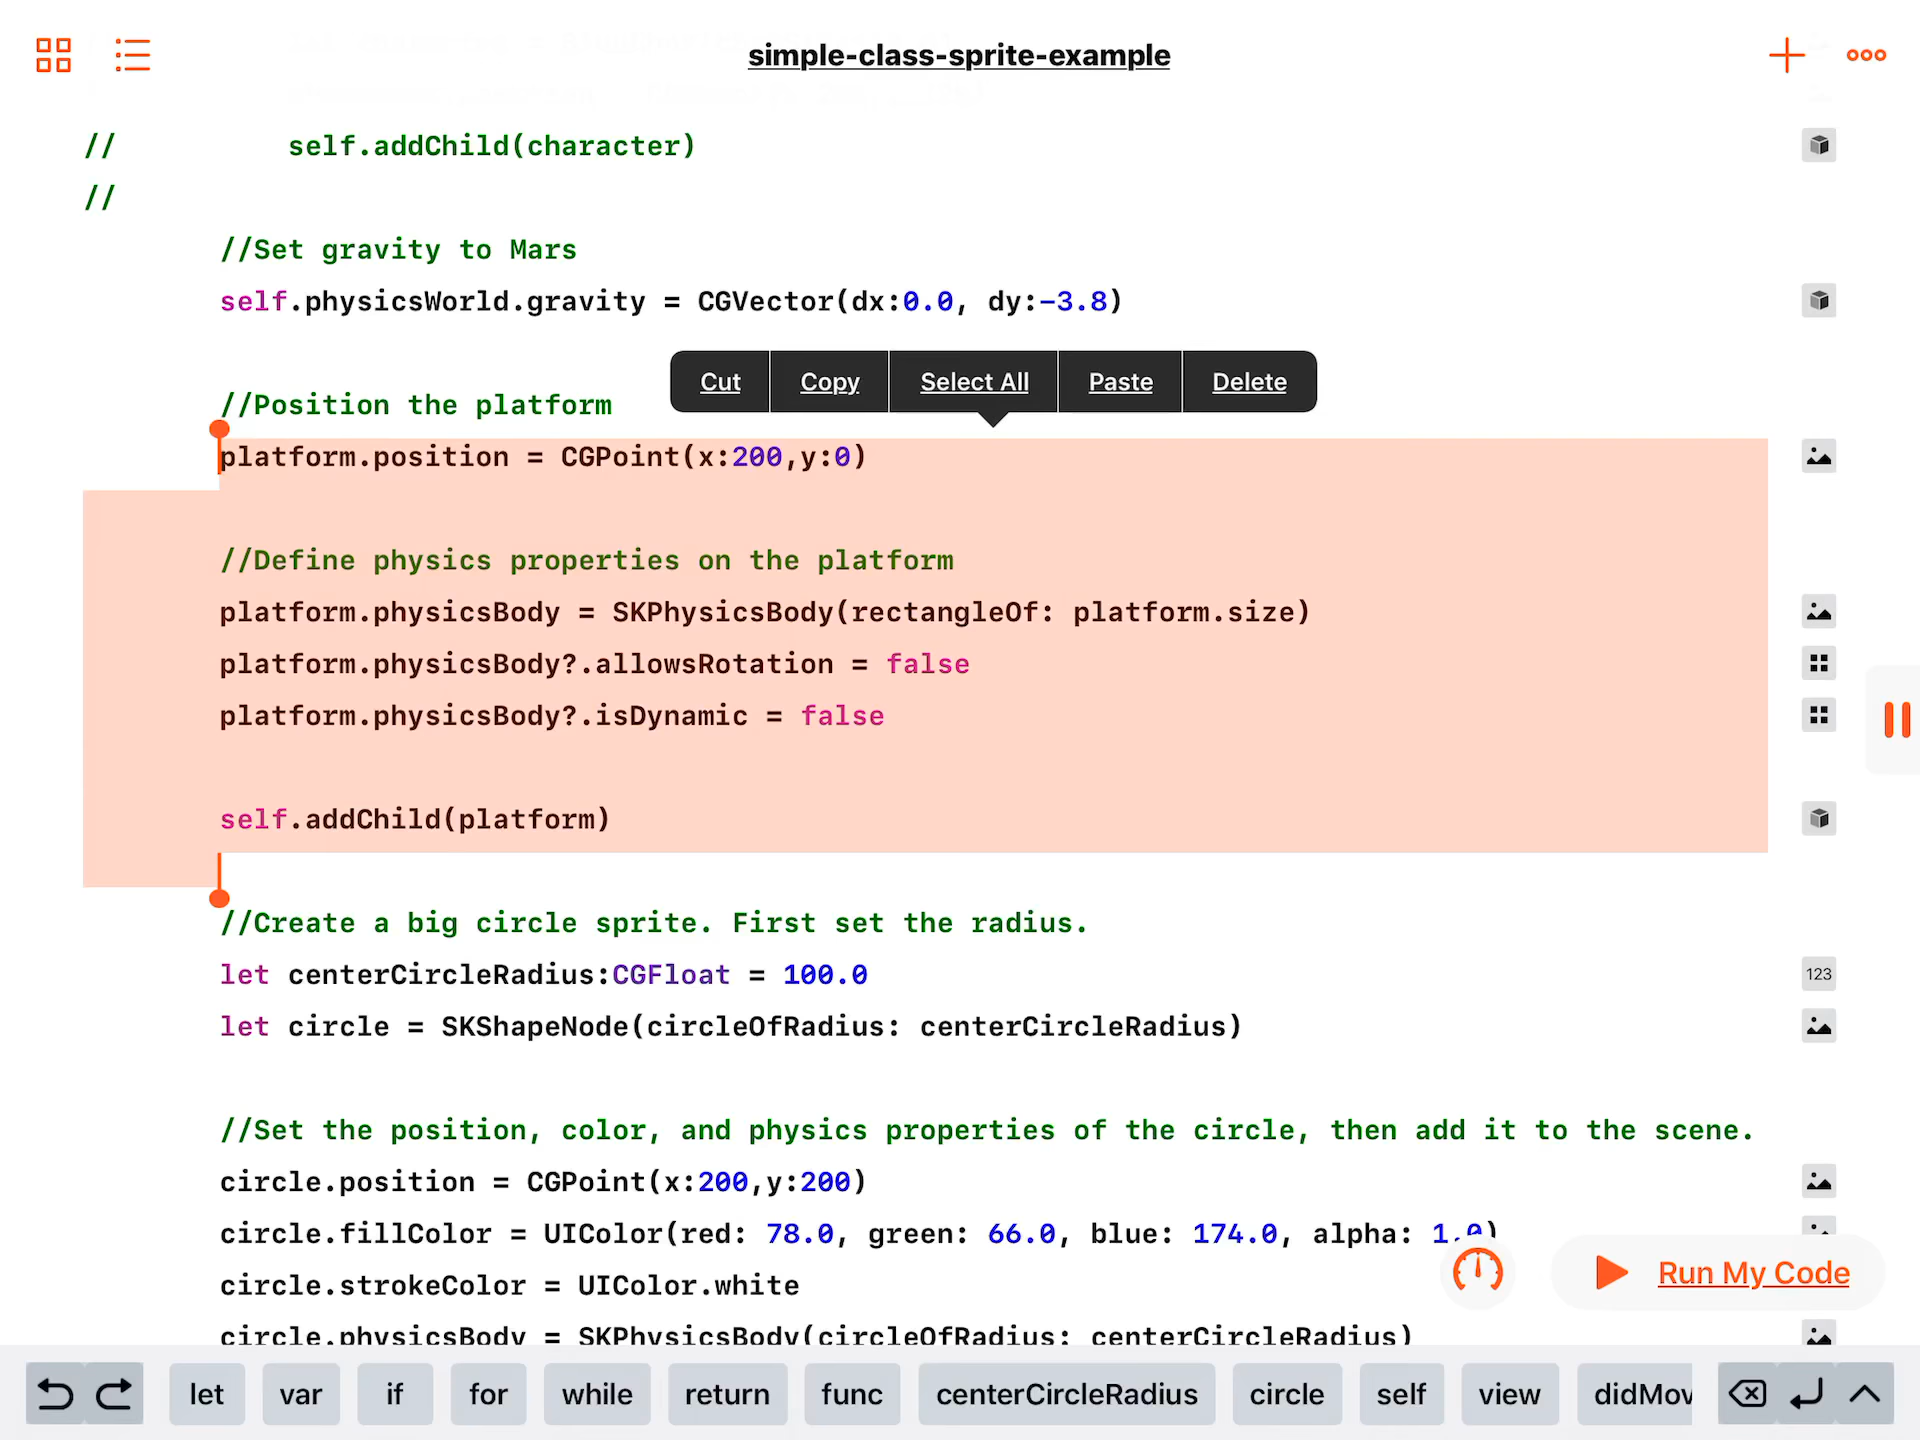 simple-class-sprite-example
//          self.addChild(character)
//
//Set gravity to Mars
self.physicsWorld.gravity = CGVector(dx:0.0, dy:-3.8)
Cut Copy Select All Paste Delete
//Position the platform
platform.position = CGPoint(x:200,y:0)
//Define physics properties on the platform
platform.physicsBody = SKPhysicsBody(rectangleOf: platform.size)
platform.physicsBody?.allowsRotation = false
platform.physicsBody?.isDynamic = false
self.addChild(platform)
//Create a big circle sprite. First set the radius.
let centerCircleRadius:CGFloat = 100.0
123
let circle = SKShapeNode(circleOfRadius: centerCircleRadius)
//Set the position, color, and physics properties of the circle, then add it to the scene.
circle.position = CGPoint(x:200,y:200)
circle.fillColor = UIColor(red: 78.0, green: 66.0, blue: 174.0, alpha: 1.0)
circle.strokeColor = UIColor.white
Run My Code
circle.physicsBody = SKPhysicsBody(circleOfRadius: centerCircleRadius)
let var if for while return func centerCircleRadius circle self view didMov